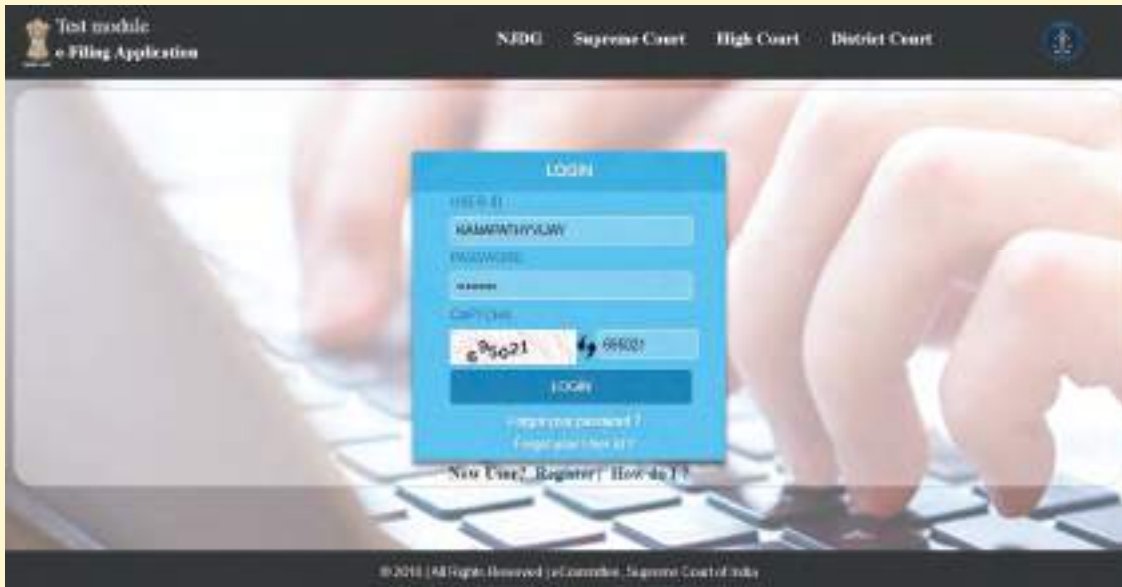 Test module
e-Filing Application
NJDG Supreme Court High Court District Court
LOGIN
USER ID
PASSWORD
CAPTCHA
695021
LOGIN
Forgot your password ?
Forgot your User Id ?
New User? Register| How do I ?
© 2018 | All Rights Reserved | eCommittee, Supreme Court of India